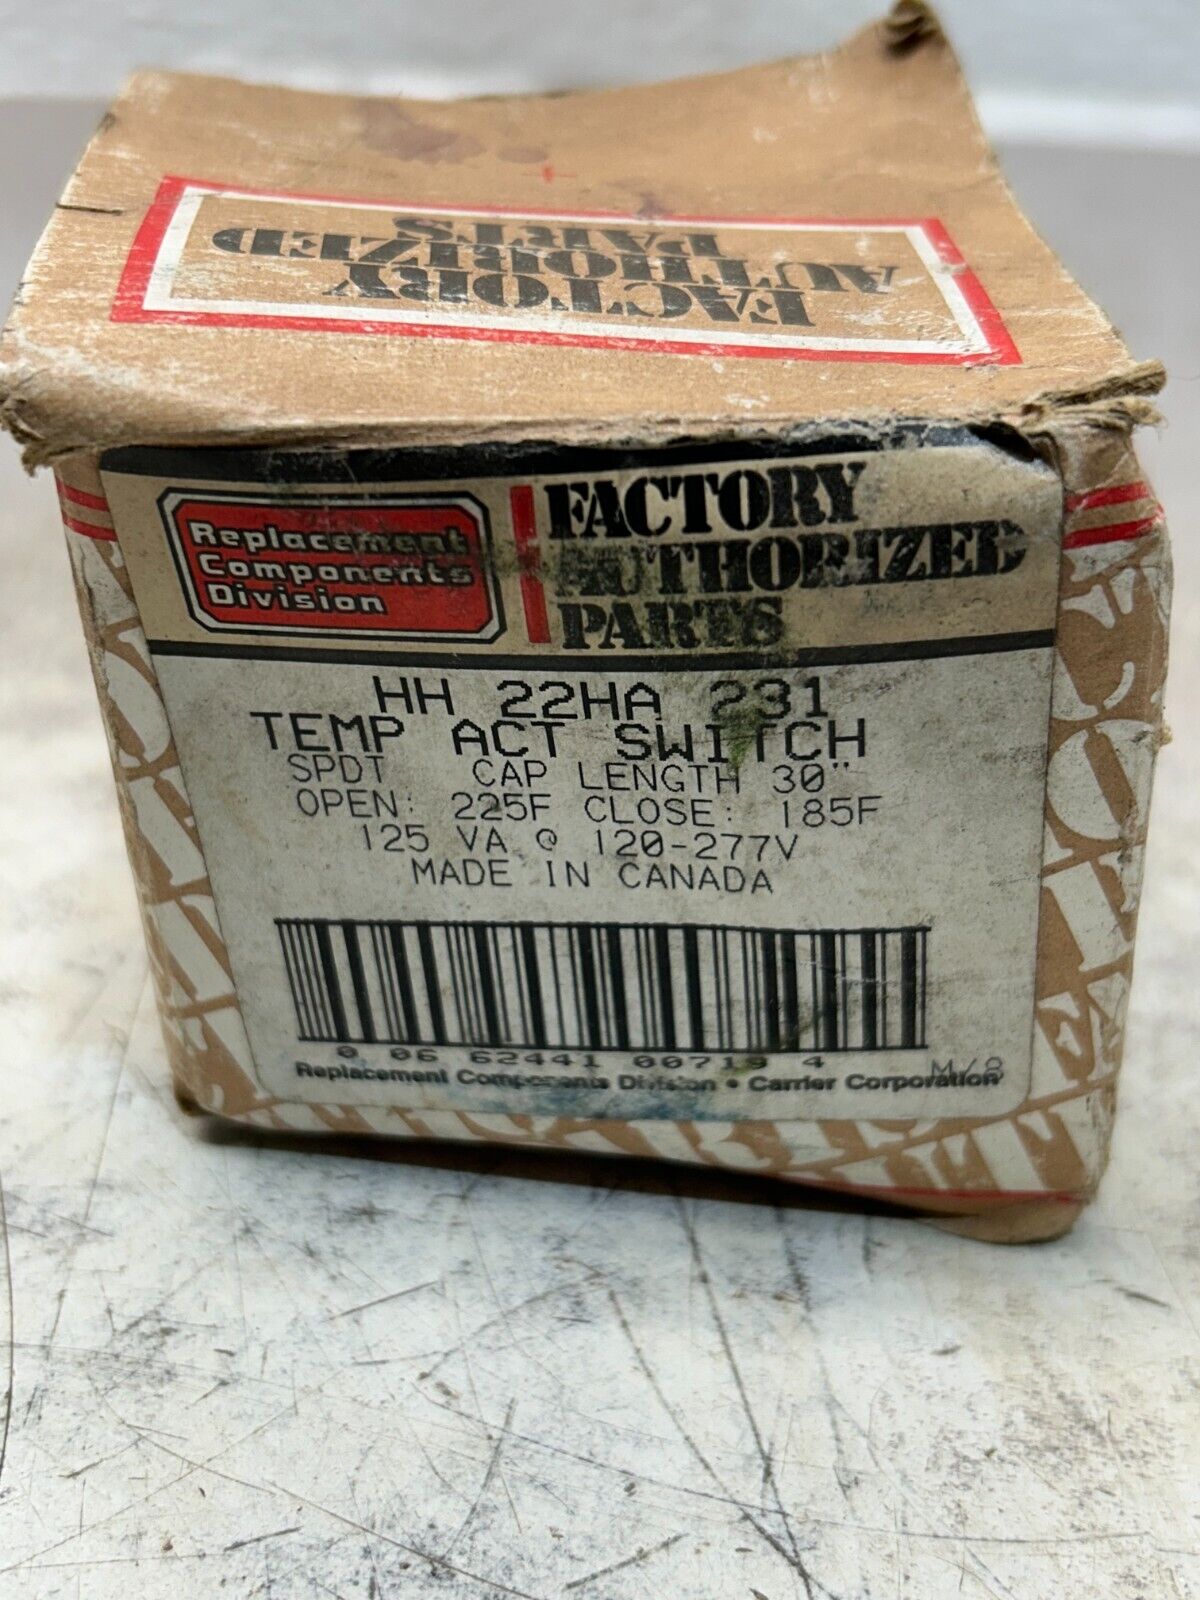 FACTORY
AUTHORIZED
PARTS
Replacement
Components
Division
FACTORY
AUTHORIZED
PARTS
HH 22HA 231
TEMP ACT SWITCH
SPDT CAP LENGTH 30"
OPEN: 225F CLOSE: 185F
125 VA @ 120-277V
MADE IN CANADA
0 06 62441 00719 4
Replacement Components Division • Carrier Corporation